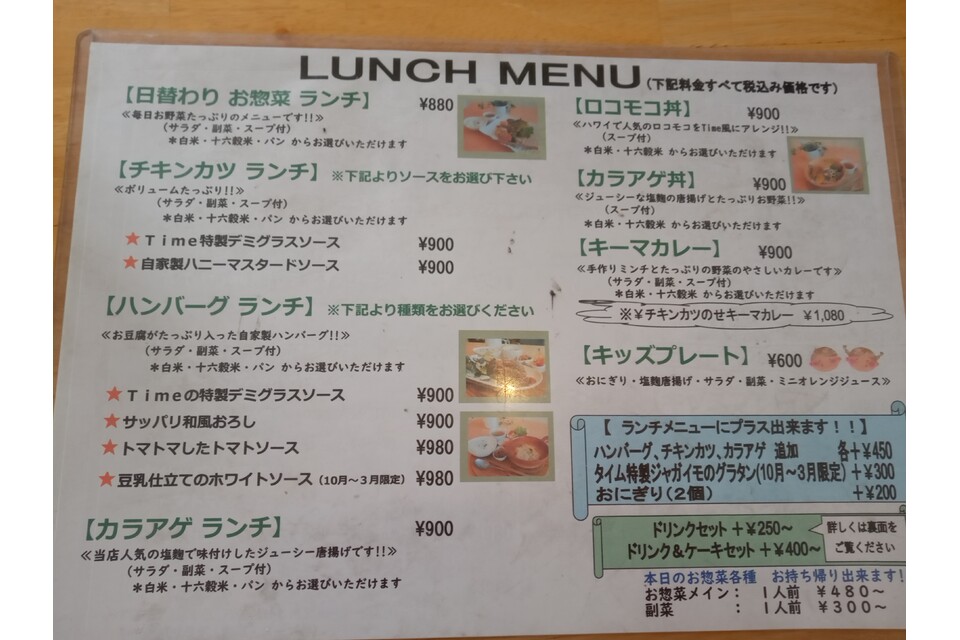 LUNCH MENU (下記料金すべて税込み価格です)
【日替わり お惣菜 ランチ】 ¥880
≪毎日お野菜たっぷりのメニューです!!≫
(サラダ・副菜・スープ付)
＊白米・十六穀米・パン からお選びいただけます
【チキンカツ ランチ】 ※下記よりソースをお選び下さい
≪ボリュームたっぷり!!≫
(サラダ・副菜・スープ付)
＊白米・十六穀米・パン からお選びいただけます
★Ｔｉｍｅ特製デミグラスソース ¥900
★自家製ハニーマスタードソース ¥900
【ハンバーグ ランチ】 ※下記より種類をお選びください
≪お豆腐がたっぷり入った自家製ハンバーグ!!≫
(サラダ・副菜・スープ付)
＊白米・十六穀米・パン からお選びいただけます
★Ｔｉｍｅの特製デミグラスソース ¥900
★サッパリ和風おろし ¥900
★トマトマしたトマトソース ¥980
★豆乳仕立てのホワイトソース (10月～3月限定) ¥980
【カラアゲ ランチ】 ¥900
≪当店人気の塩麹で味付けしたジューシー唐揚げです!!≫
(サラダ・副菜・スープ付)
＊白米・十六穀米・パン からお選びいただけます
【ロコモコ丼】 ¥900
≪ハワイで人気のロコモコをTime風にアレンジ!!≫
(スープ付)
＊白米・十六穀米 からお選びいただけます
【カラアゲ丼】 ¥900
≪ジューシーな塩麹の唐揚げとたっぷりお野菜!!≫
(スープ付)
＊白米・十六穀米 からお選びいただけます
【キーマカレー】 ¥900
≪手作りミンチとたっぷりの野菜のやさしいカレーです≫
(サラダ・副菜・スープ付)
＊白米・十六穀米 からお選びいただけます
※￥チキンカツのせキーマカレー ￥1,080
【キッズプレート】 ¥600
≪おにぎり・塩麹唐揚げ・サラダ・副菜・ミニオレンジジュース≫
【 ランチメニューにプラス出来ます！！】
ハンバーグ、チキンカツ、カラアゲ 追加 各＋￥450
タイム特製ジャガイモのグラタン(10月～3月限定) ＋￥300
おにぎり(２個) ＋￥200
ドリンクセット ＋￥250～
ドリンク＆ケーキセット ＋￥400～
詳しくは裏面を
ご覧ください
本日のお惣菜各種 お持ち帰り出来ます!
お惣菜メイン： １人前 ￥４８０～
副菜 ： １人前 ￥３００～